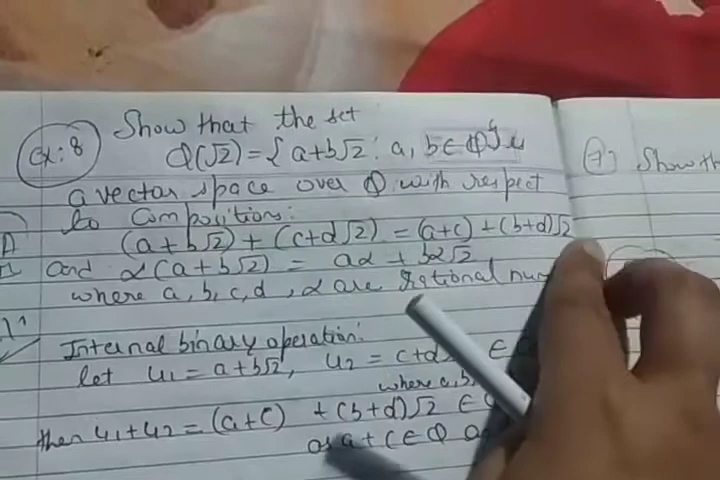 Ex: 8 Show that the set
Q(√2) = { a+b√2 : a, b ∈ Q } is
a vector space over Q with respect
to compositions:
(a+b√2) + (c+d√2) = (a+c) + (b+d)√2
and α(a+b√2) = aα + bα√2
where a, b, c, d, α are rational
Internal binary operation:
let u1 = a+b√2, u2 = c+d ∈
where a, b,
then u1+u2 = (a+c) + (b+d)√2 ∈
as a+c ∈ Q
7: Show